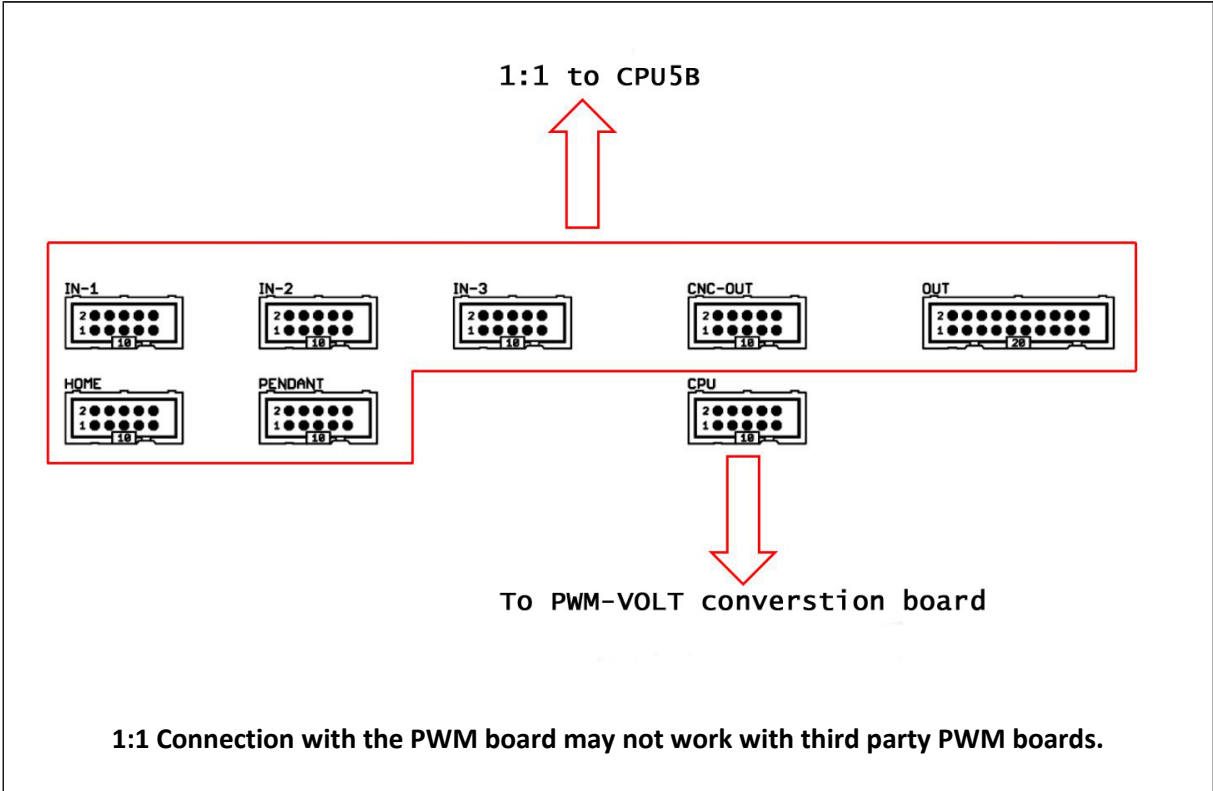 1:1 to CPU5B
IN-1 IN-2 IN-3 CNC-OUT OUT
2 2 2 2 2
1 1 1 1 1
10 10 10 10 20
HOME PENDANT CPU
2 2 2
1 1 1
10 10 10
To PWM-VOLT converstion board
1:1 Connection with the PWM board may not work with third party PWM boards.